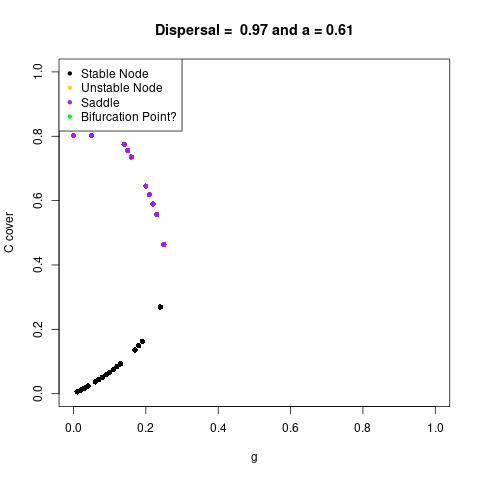 Dispersal =  0.97 and a = 0.61
Stable Node
Unstable Node
Saddle
Bifurcation Point?
C cover
1.0
0.8
0.6
0.4
0.2
0.0
0.0 0.2 0.4 0.6 0.8 1.0
g